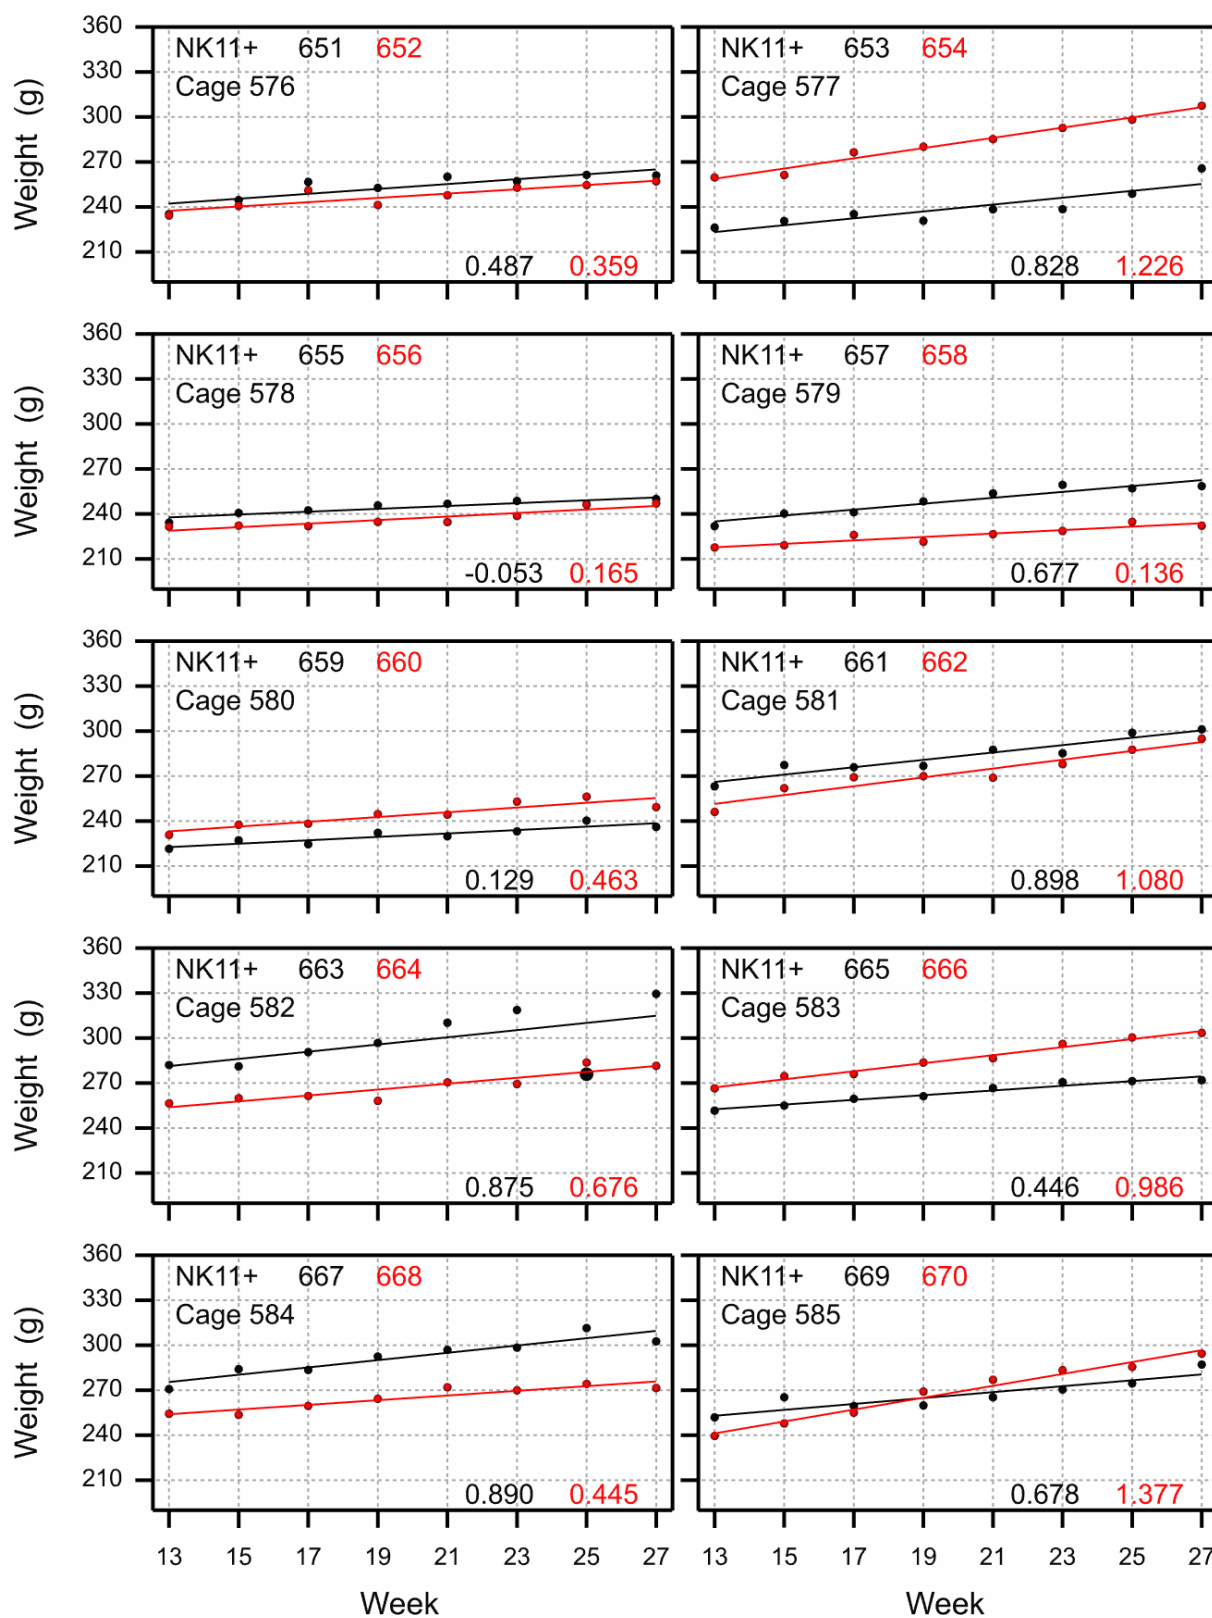 360
330
300
270
240
210
Weight (g)
NK11+ 651 652
Cage 576
0.487 0.359
NK11+ 653 654
Cage 577
0.828 1.226
360
330
300
270
240
210
Weight (g)
NK11+ 655 656
Cage 578
-0.053 0.165
NK11+ 657 658
Cage 579
0.677 0.136
360
330
300
270
240
210
Weight (g)
NK11+ 659 660
Cage 580
0.129 0.463
NK11+ 661 662
Cage 581
0.898 1.080
360
330
300
270
240
210
Weight (g)
NK11+ 663 664
Cage 582
0.875 0.676
NK11+ 665 666
Cage 583
0.446 0.986
360
330
300
270
240
210
Weight (g)
NK11+ 667 668
Cage 584
0.890 0.445
NK11+ 669 670
Cage 585
0.678 1.377
13 15 17 19 21 23 25 27
13 15 17 19 21 23 25 27
Week
Week